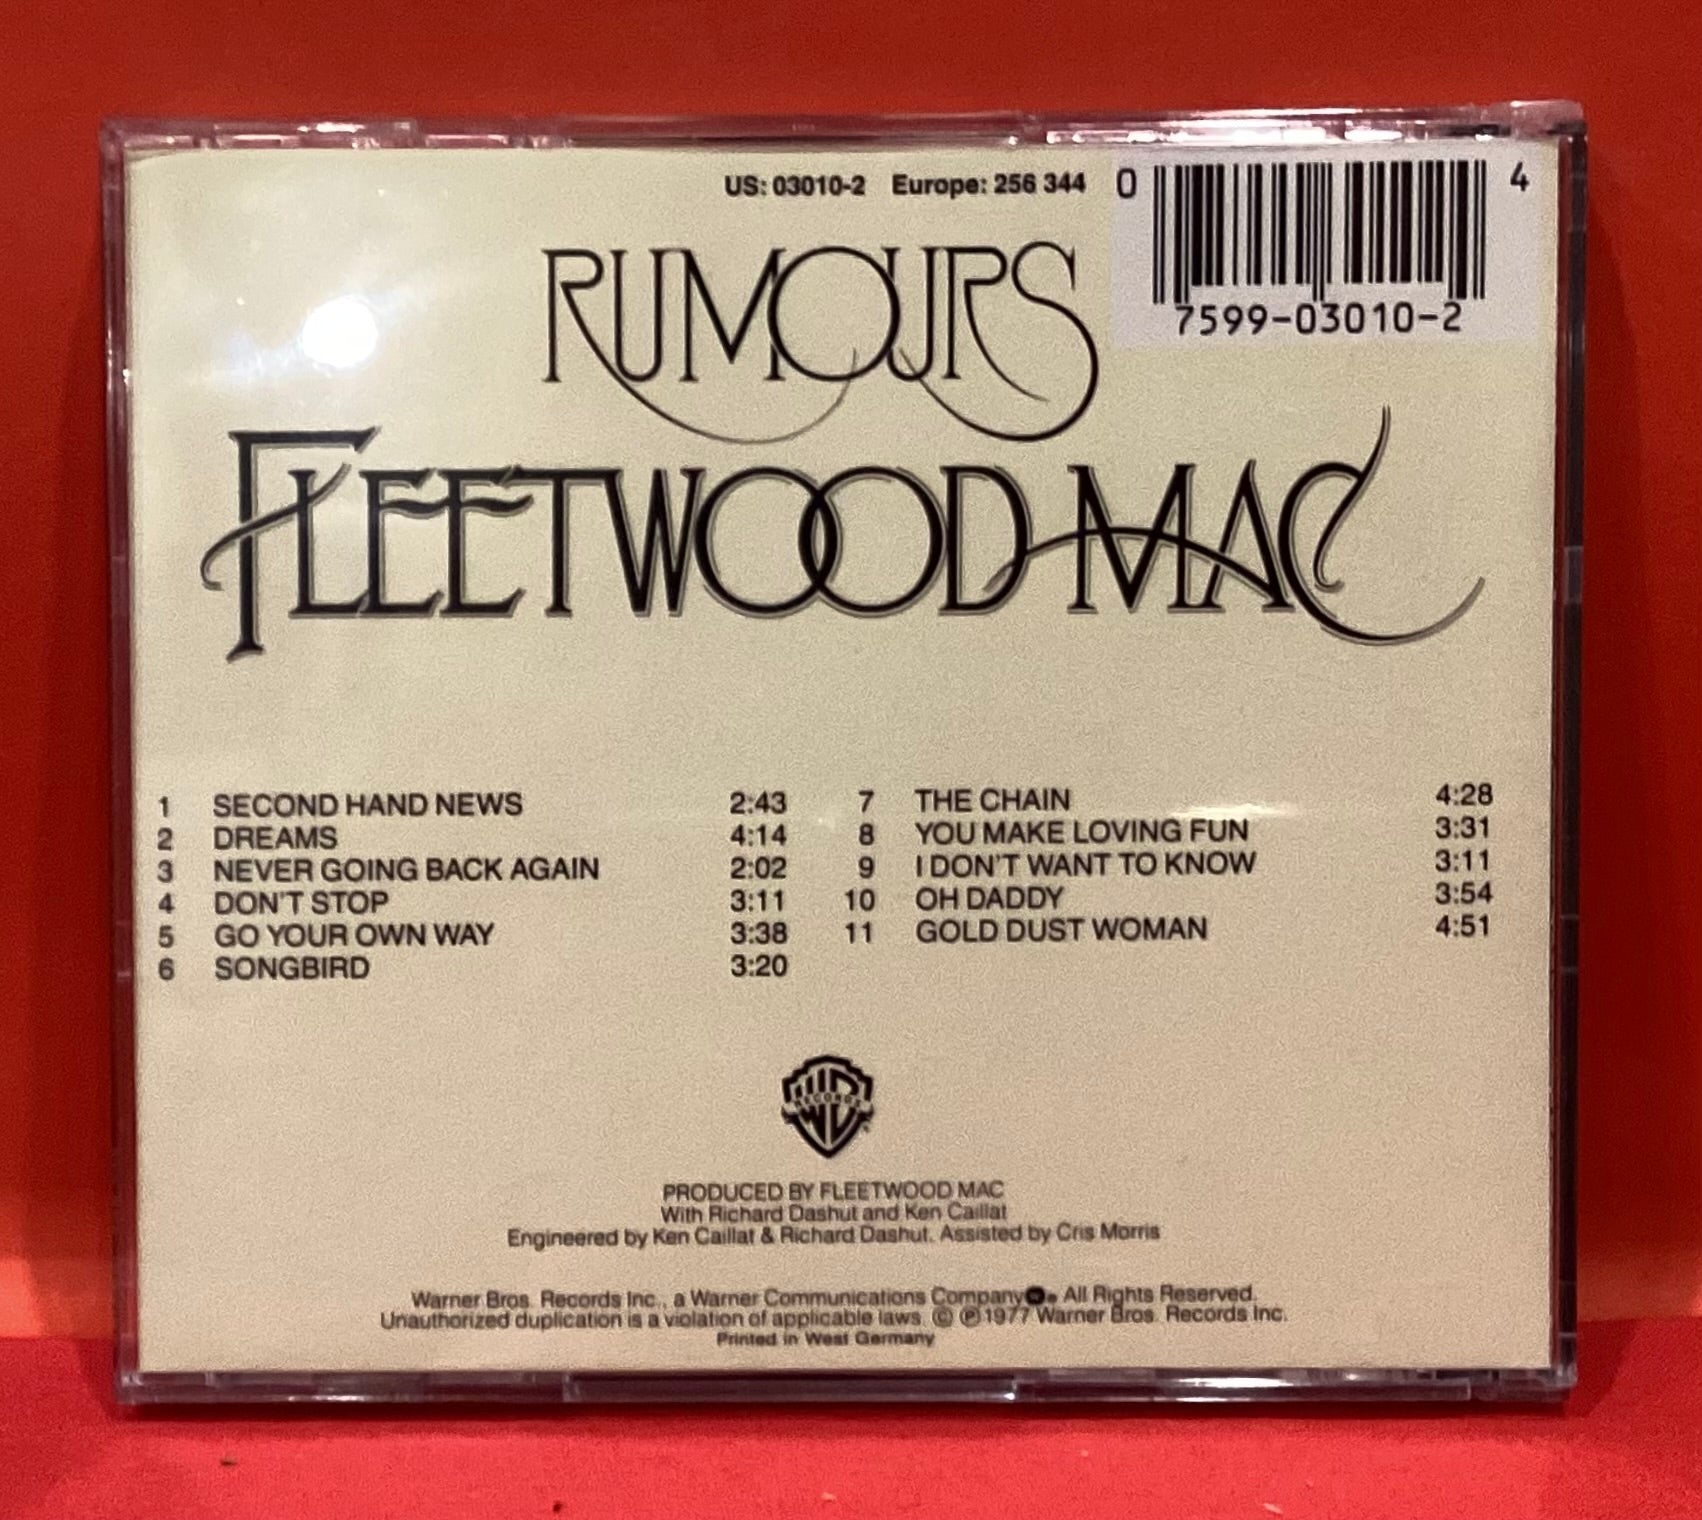 US: 03010-2 Europe: 256 344
0 4
7599-03010-2
RUMOURS
FLEETWOOD MAC
1 SECOND HAND NEWS 2:43
2 DREAMS 4:14
3 NEVER GOING BACK AGAIN 2:02
4 DON'T STOP 3:11
5 GO YOUR OWN WAY 3:38
6 SONGBIRD 3:20
7 THE CHAIN 4:28
8 YOU MAKE LOVING FUN 3:31
9 I DON'T WANT TO KNOW 3:11
10 OH DADDY 3:54
11 GOLD DUST WOMAN 4:51
WB
RECORDS
PRODUCED BY FLEETWOOD MAC
With Richard Dashut and Ken Caillat
Engineered by Ken Caillat & Richard Dashut. Assisted by Cris Morris
Warner Bros. Records Inc., a Warner Communications Company. All Rights Reserved.
Unauthorized duplication is a violation of applicable laws. © ℗ 1977 Warner Bros. Records Inc.
Printed in West Germany